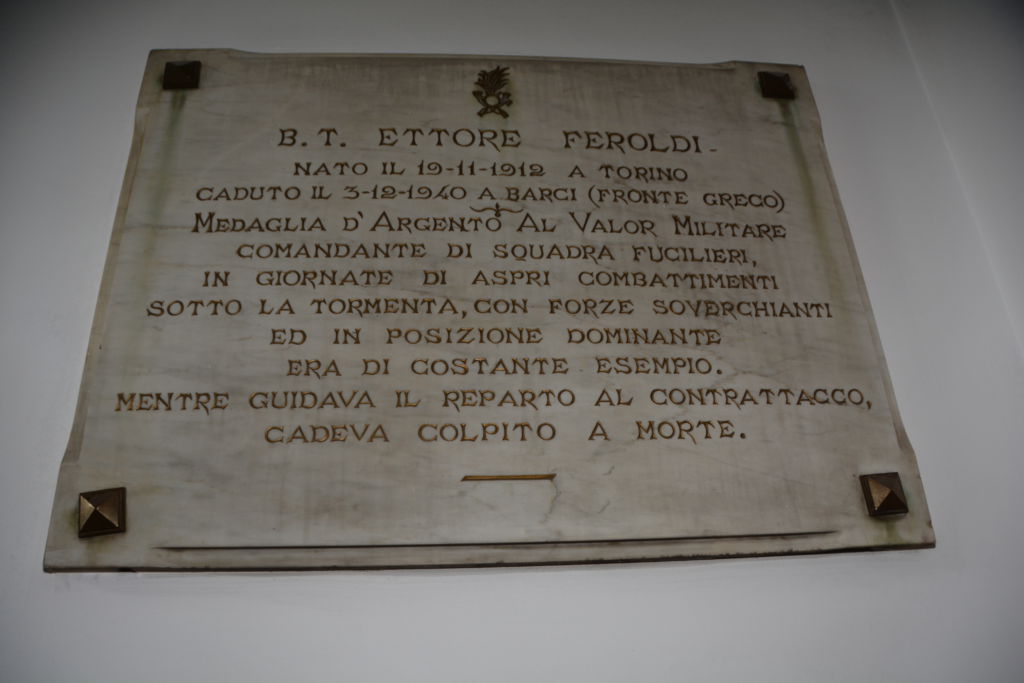 B. T. ETTORE FEROLDI -
NATO IL 19-11-1912 A TORINO
CADUTO IL 3-12-1940 A BARCI (FRONTE GRECO)
MEDAGLIA D'ARGENTO AL VALOR MILITARE
COMANDANTE DI SQUADRA FUCILIERI,
IN GIORNATE DI ASPRI COMBATTIMENTI
SOTTO LA TORMENTA, CON FORZE SOVERCHIANTI
ED IN POSIZIONE DOMINANTE
ERA DI COSTANTE ESEMPIO.
MENTRE GUIDAVA IL REPARTO AL CONTRATTACCO,
CADEVA COLPITO A MORTE.